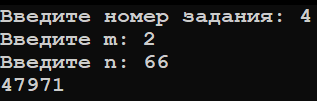 Введите номер задания: 4
Введите m: 2
Введите n: 66
47971